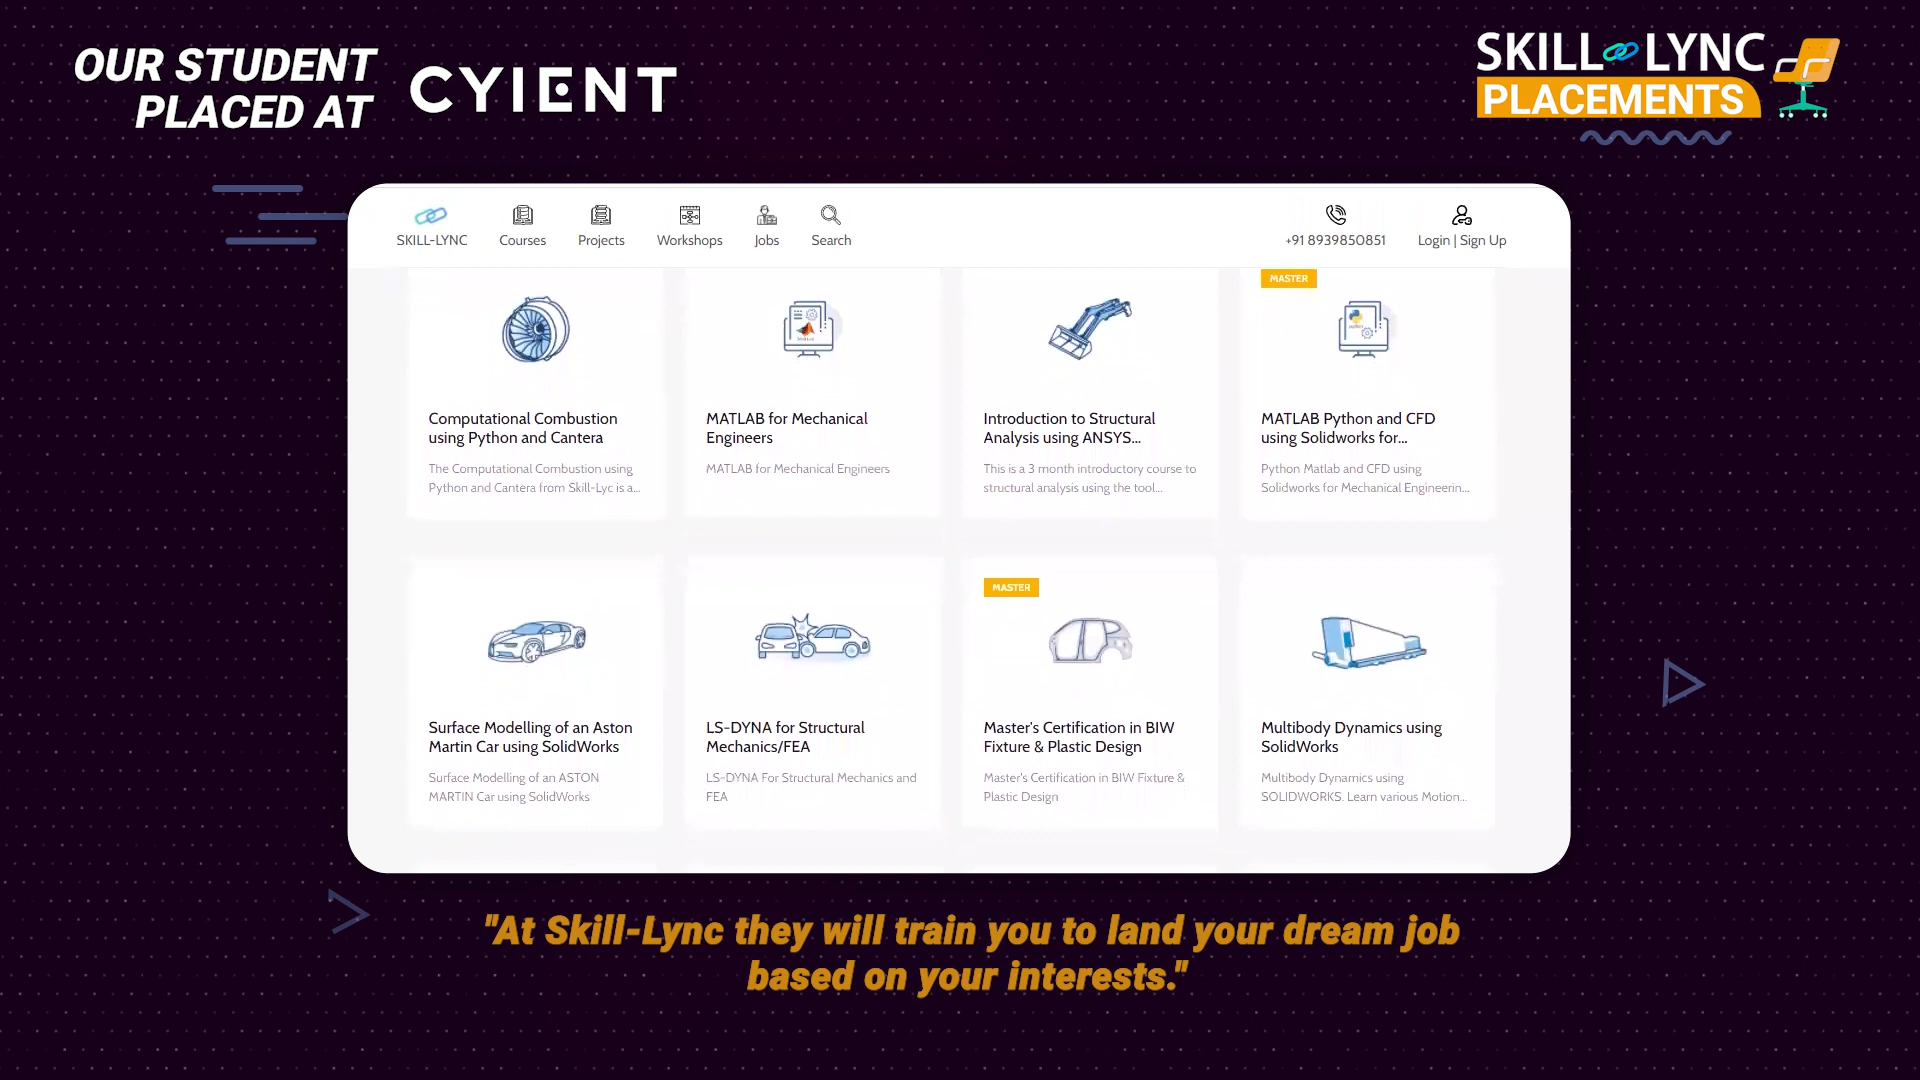 OUR STUDENT
PLACED AT
CYIENT
SKILL LYNC
PLACEMENTS
SKILL-LYNC
Courses
Projects
Workshops
Jobs
Search
+91 8939850851
Login | Sign Up
MASTER
Computational Combustion
using Python and Cantera
The Computational Combustion using
Python and Cantera from Skill-Lyc is a...
MATLAB for Mechanical
Engineers
MATLAB for Mechanical Engineers
Introduction to Structural
Analysis using ANSYS...
This is a 3 month introductory course to
structural analysis using the tool...
MATLAB Python and CFD
using Solidworks for...
Python Matlab and CFD using
Solidworks for Mechanical Engineerin...
Surface Modelling of an Aston
Martin Car using SolidWorks
Surface Modelling of an ASTON
MARTIN Car using SolidWorks
LS-DYNA for Structural
Mechanics/FEA
LS-DYNA For Structural Mechanics and
FEA
MASTER
Master's Certification in BIW
Fixture & Plastic Design
Master's Certification in BIW Fixture &
Plastic Design
Multibody Dynamics using
SolidWorks
Multibody Dynamics using
SOLIDWORKS. Learn various Motion...
"At Skill-Lync they will train you to land your dream job
based on your interests."